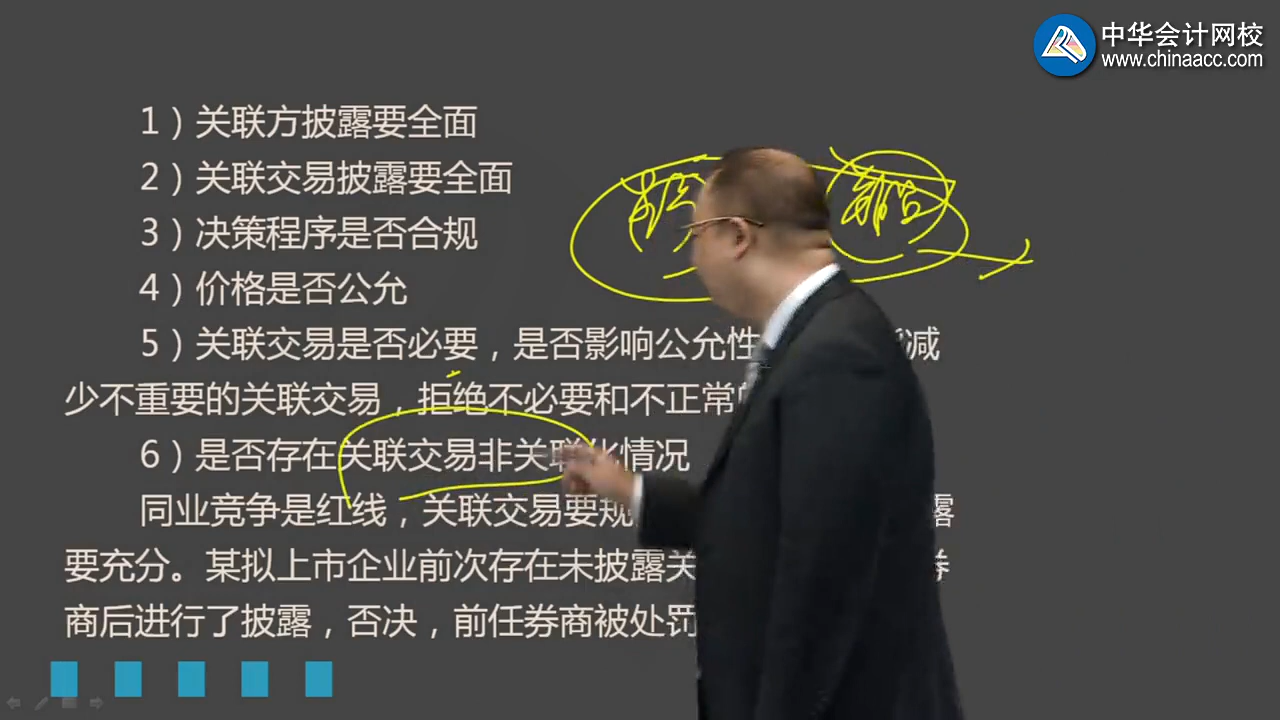 中华会计网校
www.chinaacc.com
1）关联方披露要全面
2）关联交易披露要全面
3）决策程序是否合规
4）价格是否公允
5）关联交易是否必要，是否影响公允性 减
少不重要的关联交易，拒绝不必要和不正常
6）是否存在关联交易非关联化情况
同业竞争是红线，关联交易要规 露
要充分。某拟上市企业前次存在未披露关
商后进行了披露，否决，前任券商被处罚